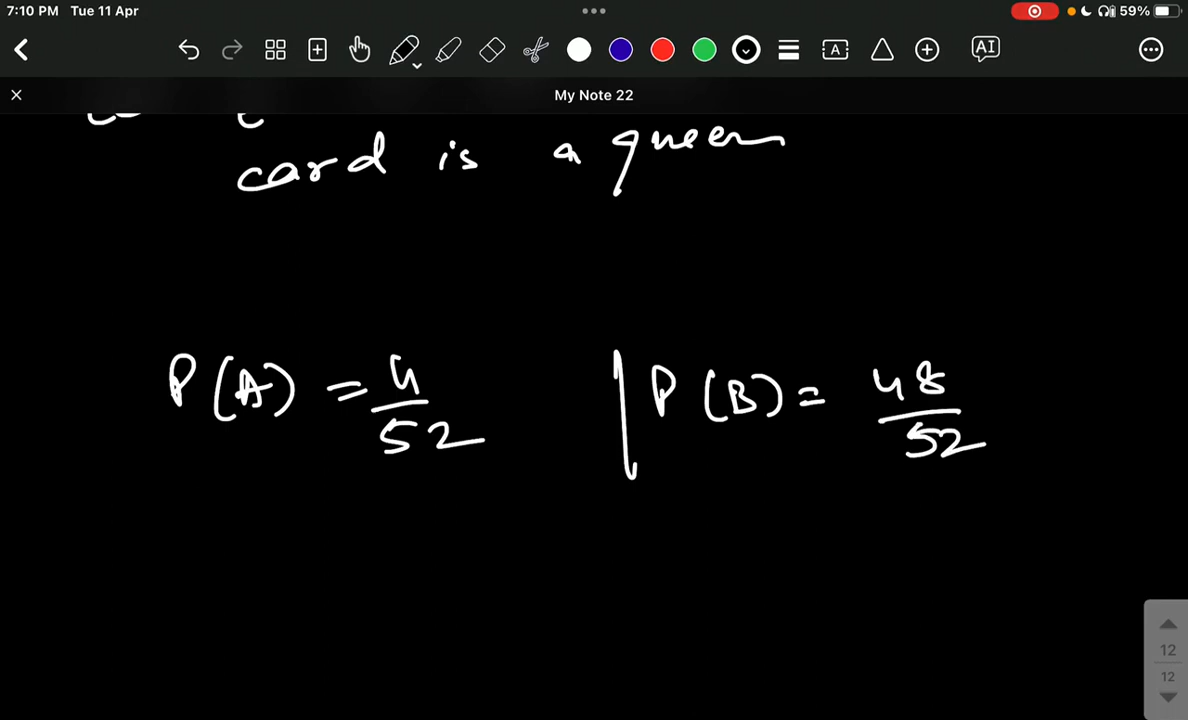 7:10 PM Tue 11 Apr
59%
A
AI
My Note 22
card is a queen
P(A) = 4/52 | P(B) = 48/52
12
12